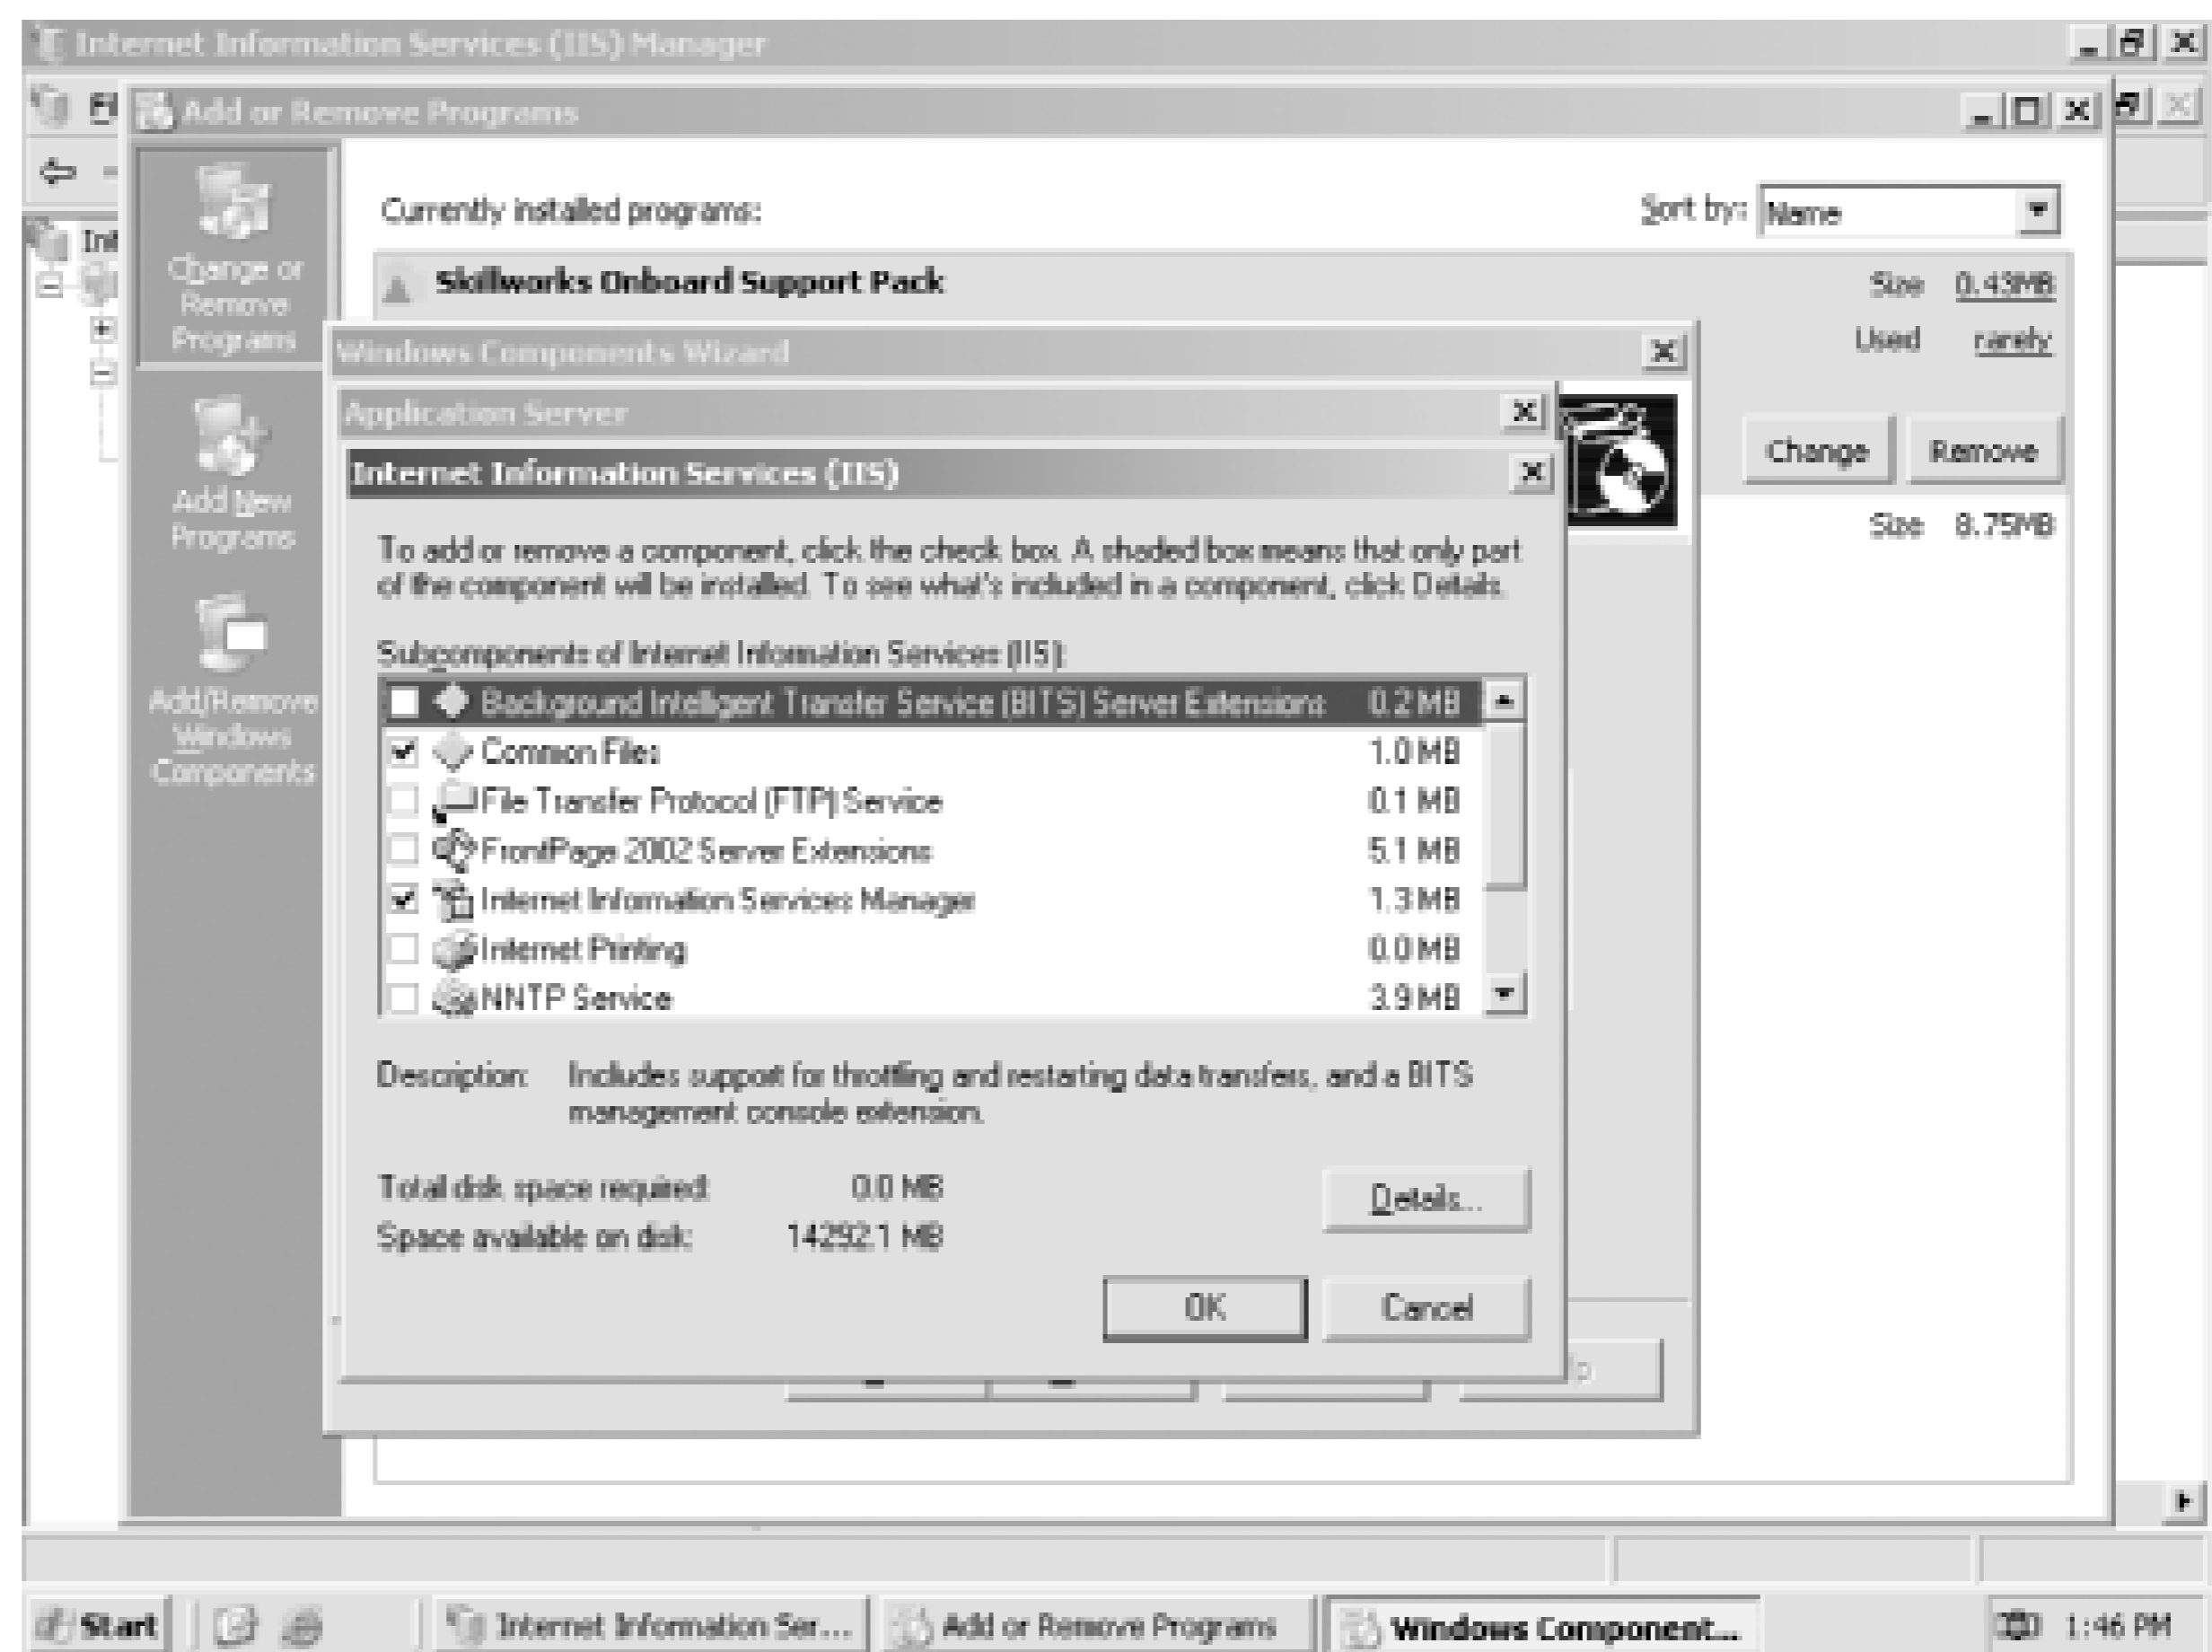 Internet Information Services (IIS) Manager
Add or Remove Programs
Change or
Remove
Programs
Add New
Programs
Add/Remove
Windows
Components
Currently installed programs:
Sort by: Name
Skillworks Onboard Support Pack
Size 0.43MB
Used rarely
Change Remove
Size 8.75MB
Windows Components Wizard
Application Server
Internet Information Services (IIS)
To add or remove a component, click the check box. A shaded box means that only part
of the component will be installed. To see what's included in a component, click Details.
Subcomponents of Internet Information Services (IIS):
Background Intelligent Transfer Service (BITS) Server Extensions 0.2 MB
Common Files 1.0 MB
File Transfer Protocol (FTP) Service 0.1 MB
FrontPage 2002 Server Extensions 5.1 MB
Internet Information Services Manager 1.3 MB
Internet Printing 0.0 MB
NNTP Service 3.9 MB
Description: Includes support for throttling and restarting data transfers, and a BITS
management console extension.
Total disk space required: 0.0 MB
Space available on disk: 14292.1 MB
Details...
OK Cancel
Start Internet Information Ser... Add or Remove Programs Windows Component... 1:46 PM